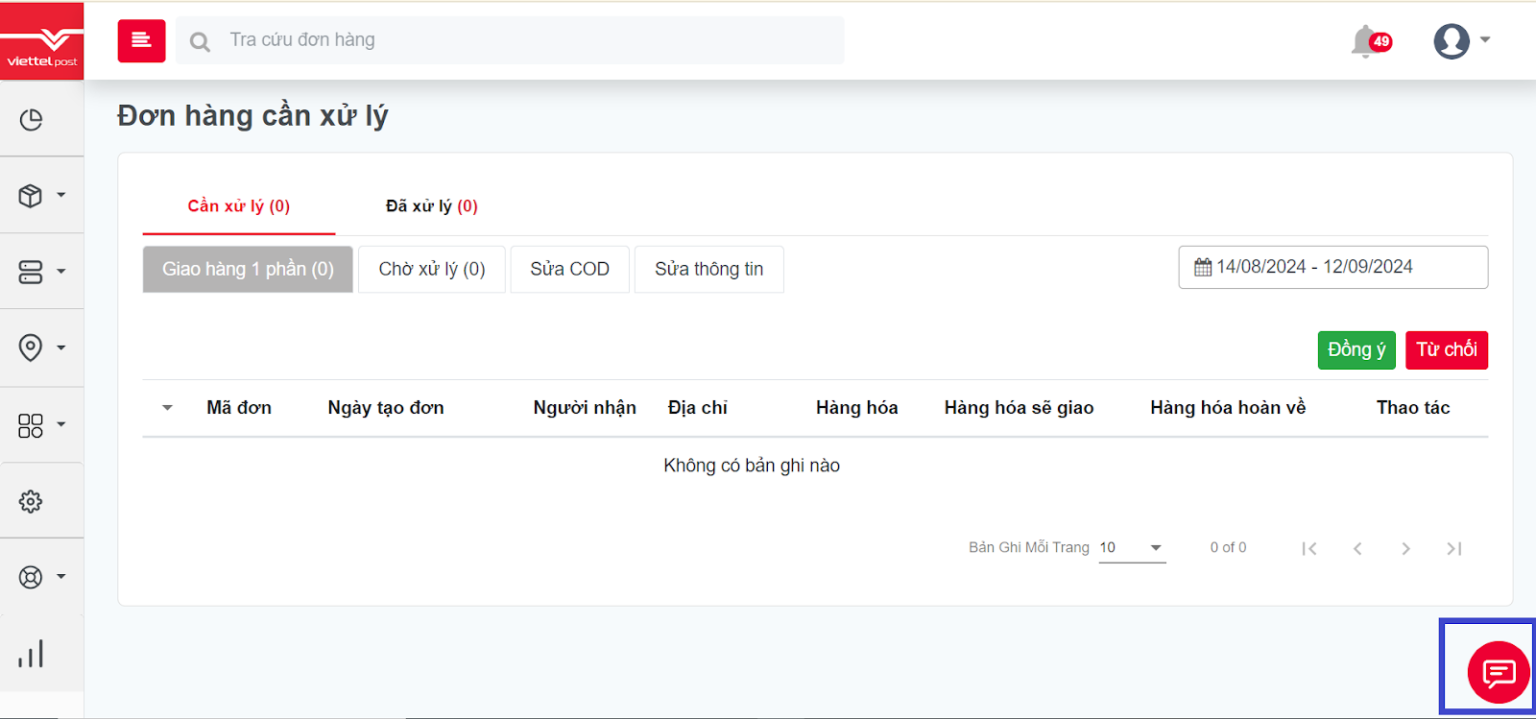 viettel post
Tra cứu đơn hàng
49
Đơn hàng cần xử lý
Cần xử lý (0) Đã xử lý (0)
Giao hàng 1 phần (0) Chờ xử lý (0) Sửa COD Sửa thông tin 14/08/2024 - 12/09/2024
Đồng ý Từ chối
Mã đơn Ngày tạo đơn Người nhận Địa chỉ Hàng hóa Hàng hóa sẽ giao Hàng hóa hoàn về Thao tác
Không có bản ghi nào
Bản Ghi Mỗi Trang 10 0 of 0